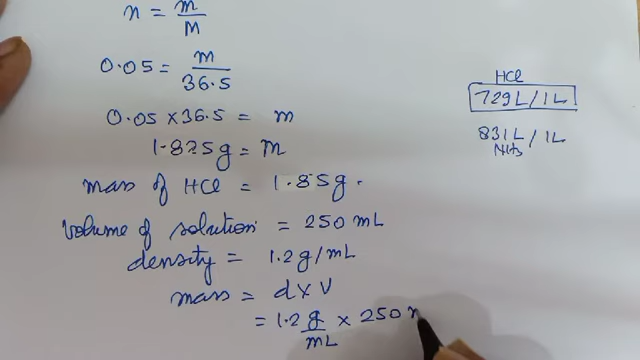 n = m/M
0.05 = m/36.5
0.05 × 36.5 = m
1.825g = m
mass of HCl = 1.85g.
Volume of solution = 250 mL
density = 1.2 g/mL
mass = d × V
= 1.2 g/mL × 250 m
HCl
729 L / 1L
831L / 1L
NH3